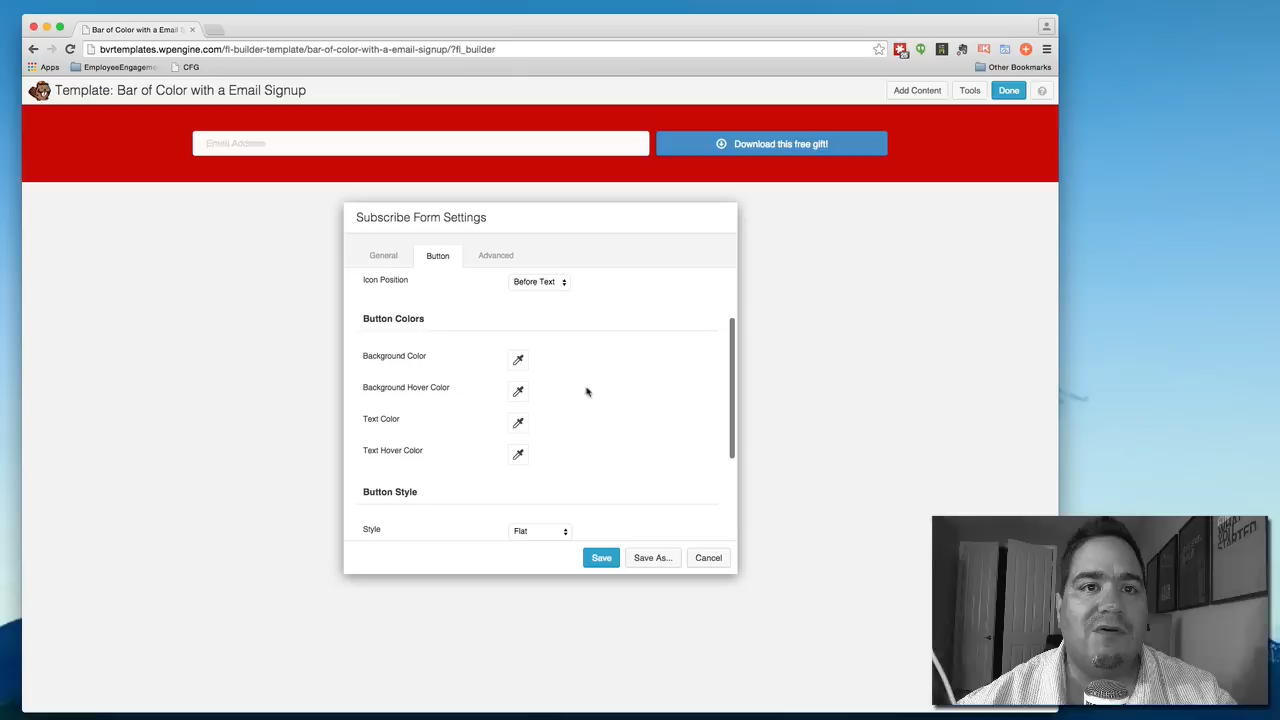 Bar of Color with a Email S
bvrtemplates.wpengine.com/fl-builder-template/bar-of-color-with-a-email-signup/?fl_builder
Apps
EmployeeEngagem
CFG
Other Bookmarks
Template: Bar of Color with a Email Signup
Add Content
Tools
Done
?
Email Address
Download this free gift!
Subscribe Form Settings
General
Button
Advanced
Icon Position
Before Text
Button Colors
Background Color
Background Hover Color
Text Color
Text Hover Color
Button Style
Style
Flat
Save
Save As...
Cancel
WHAT
STARTED